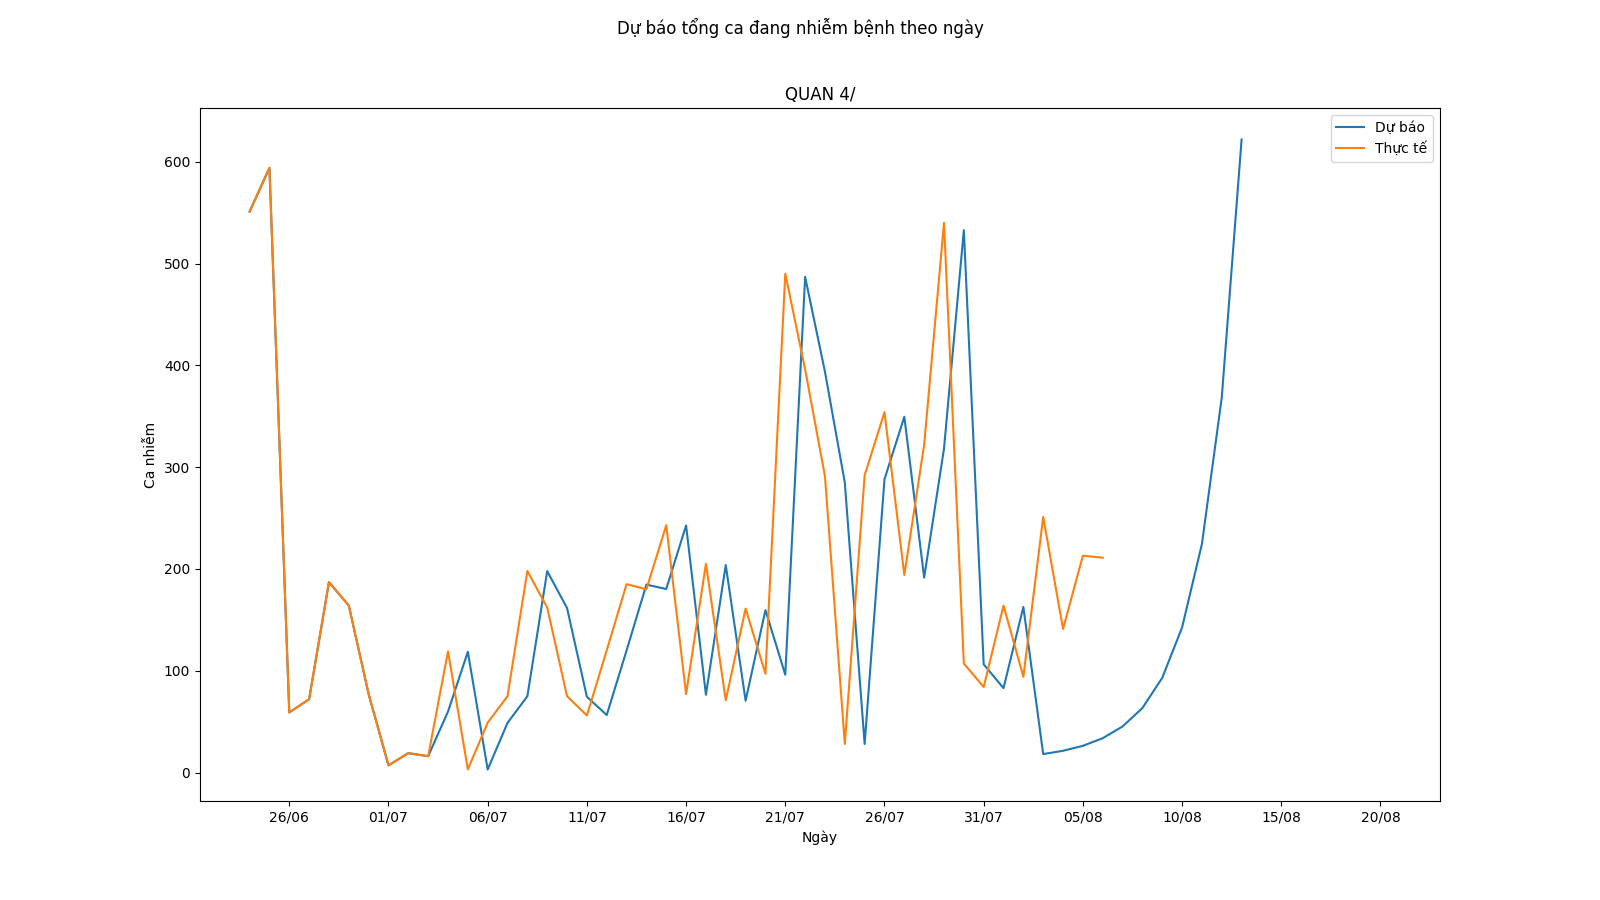 Dự báo tổng ca đang nhiễm bệnh theo ngày
QUAN 4/
Dự báo
Thực tế
600
500
400
300
200
100
0
Ca nhiễm
26/06 01/07 06/07 11/07 16/07 21/07 26/07 31/07 05/08 10/08 15/08 20/08
Ngày